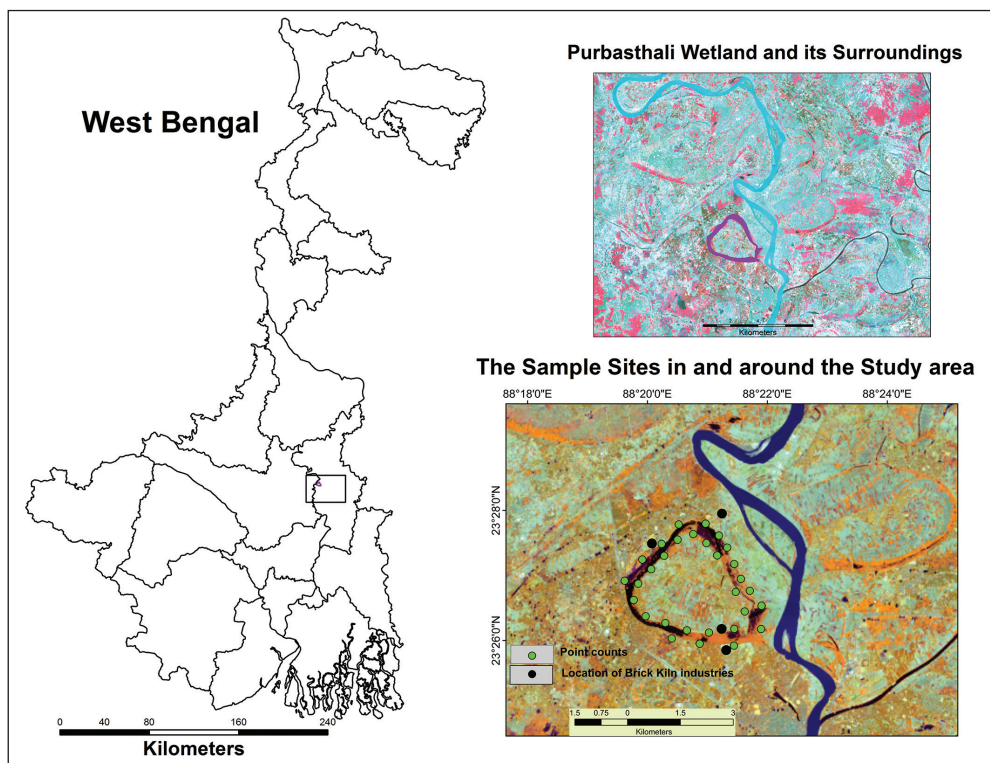 Purbasthali Wetland and its Surroundings
West Bengal
Kilometers
The Sample Sites in and around the Study area
88°18'0"E 88°20'0"E 88°22'0"E 88°24'0"E
23°28'0"N
23°26'0"N
Point counts
Location of Brick Kiln industries
1.5 0.75 0 1.5 3
Kilometers
0 40 80 160 240
Kilometers